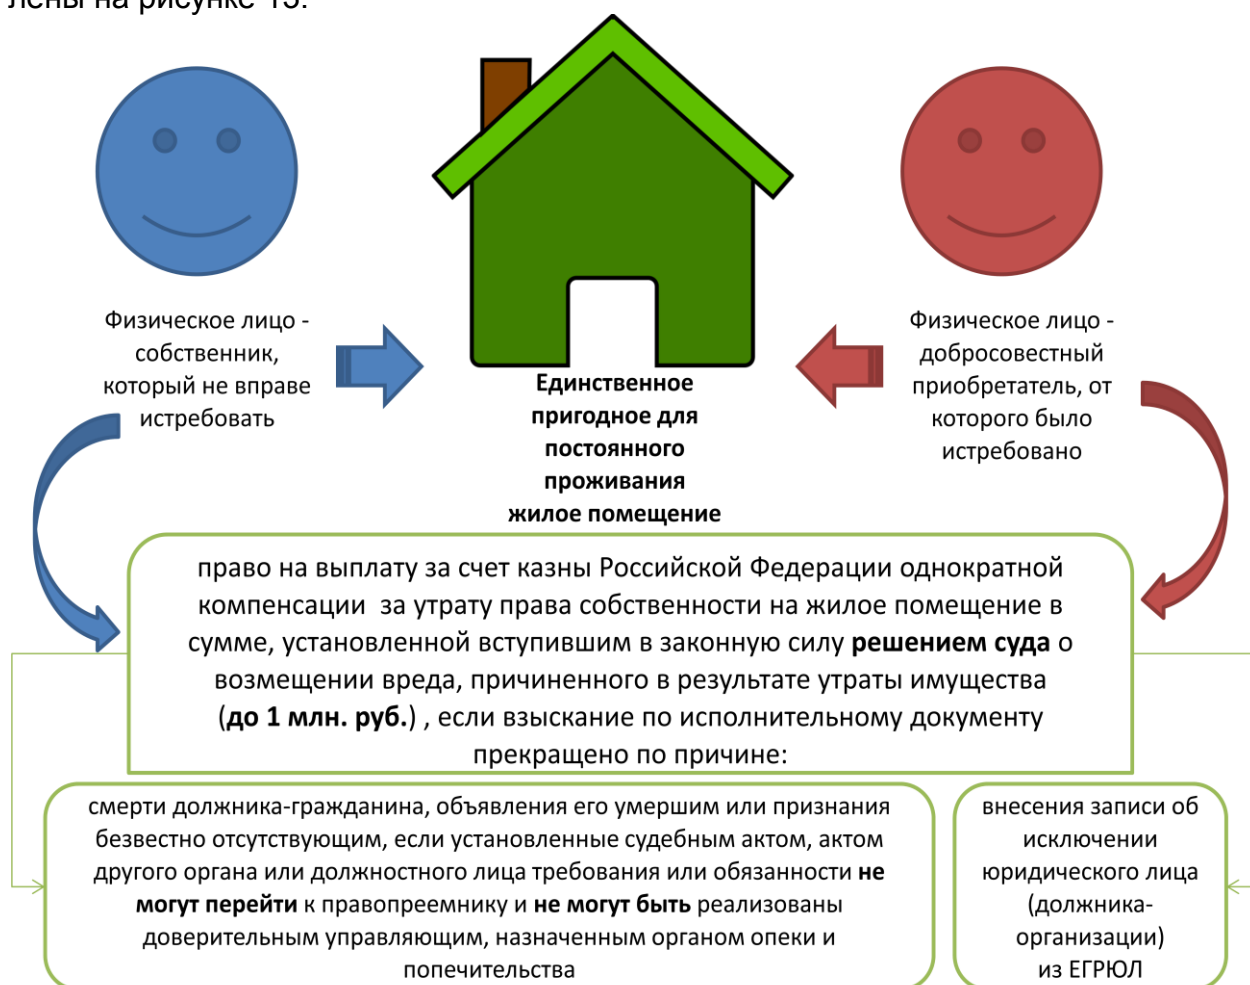 лены на рисунке 13.
Физическое лицо -
собственник,
который не вправе
истребовать
Единственное
пригодное для
постоянного
проживания
жилое помещение
Физическое лицо -
добросовестный
приобретатель, от
которого было
истребовано
право на выплату за счет казны Российской Федерации однократной
компенсации за утрату права собственности на жилое помещение в
сумме, установленной вступившим в законную силу решением суда о
возмещении вреда, причиненного в результате утраты имущества
(до 1 млн. руб.) , если взыскание по исполнительному документу
прекращено по причине:
смерти должника-гражданина, объявления его умершим или признания
безвестно отсутствующим, если установленные судебным актом, актом
другого органа или должностного лица требования или обязанности не
могут перейти к правопреемнику и не могут быть реализованы
доверительным управляющим, назначенным органом опеки и
попечительства
внесения записи об
исключении
юридического лица
(должника-
организации)
из ЕГРЮЛ